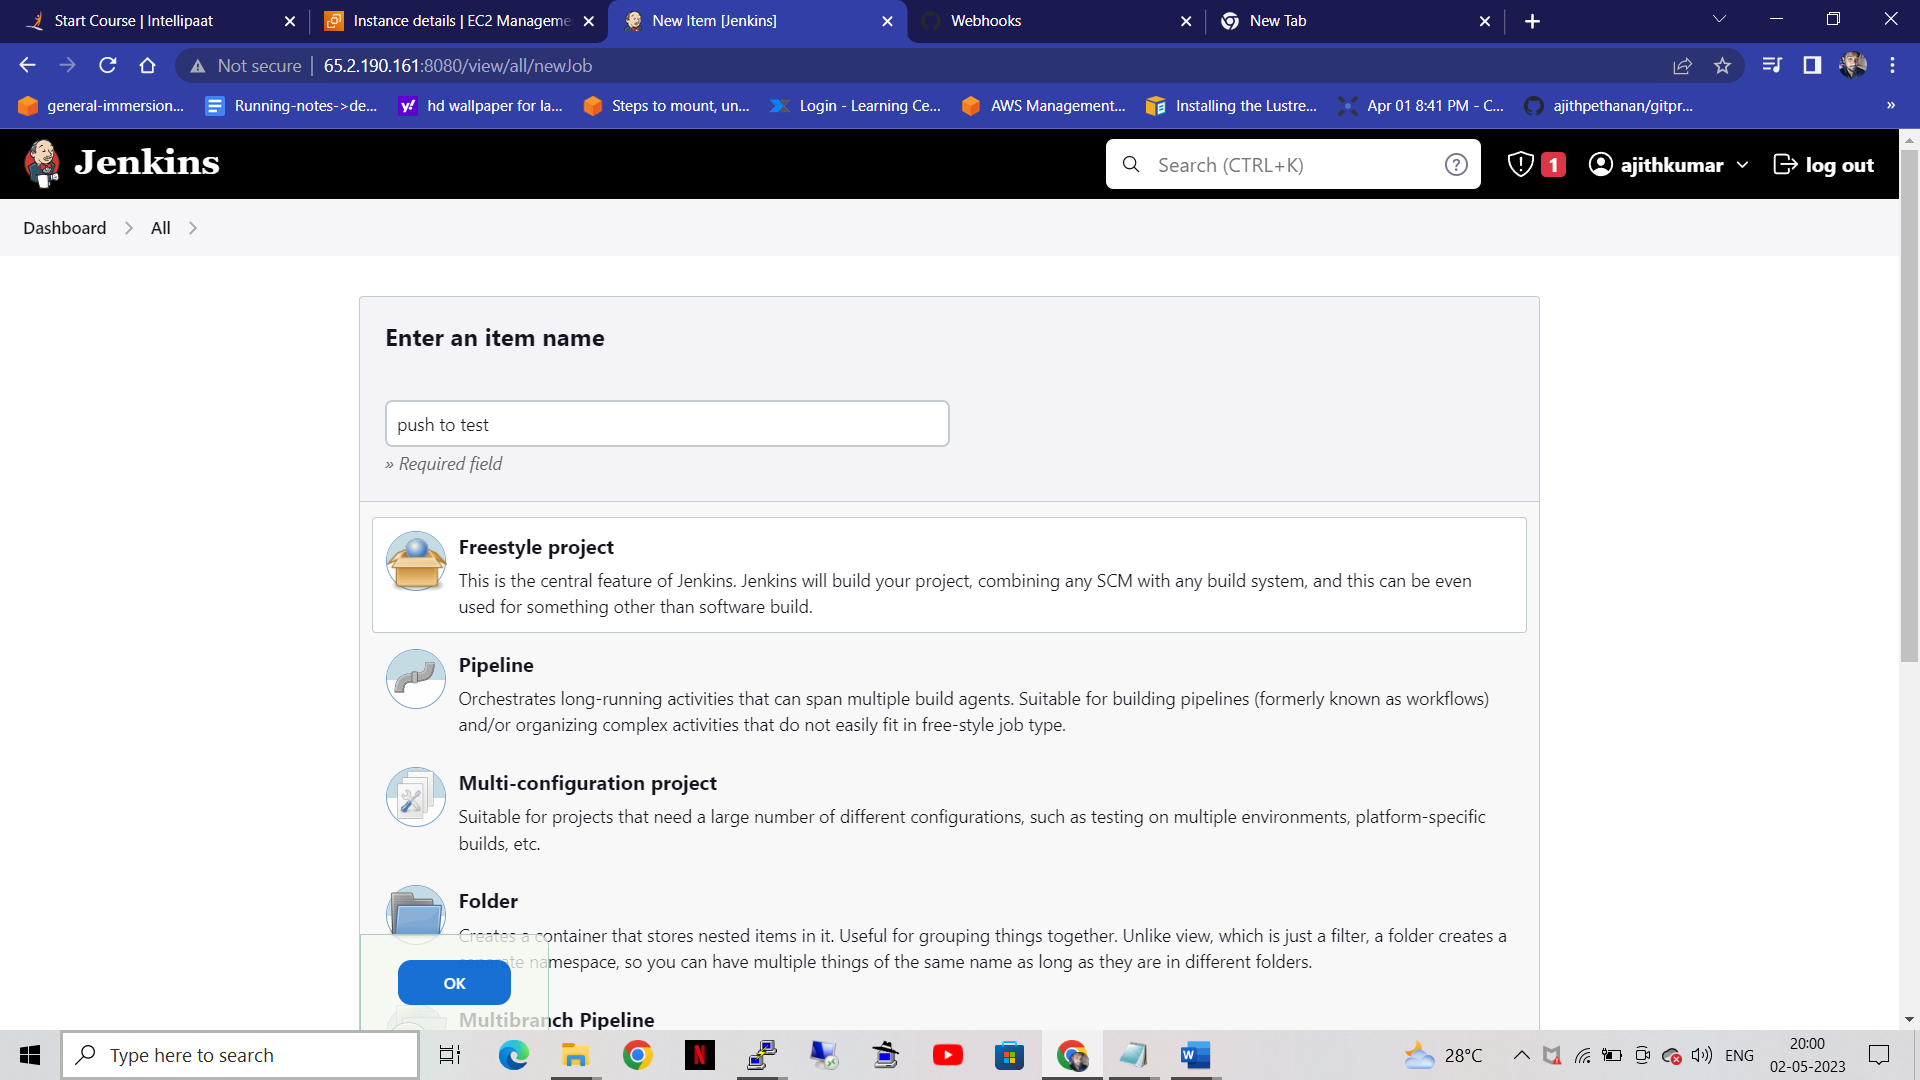 Start Course | Intellipaat
Instance details | EC2 Manageme
New Item [Jenkins]
Webhooks
New Tab
Not secure
65.2.190.161:8080/view/all/newJob
general-immersion...
Running-notes->de...
hd wallpaper for la...
Steps to mount, un...
Login - Learning Ce...
AWS Management...
Installing the Lustre...
Apr 01 8:41 PM - C...
ajithpethanan/gitpr...
»
Jenkins
Search (CTRL+K)
1
ajithkumar
log out
Dashboard
All
Enter an item name
push to test
» Required field
Freestyle project
This is the central feature of Jenkins. Jenkins will build your project, combining any SCM with any build system, and this can be even
used for something other than software build.
Pipeline
Orchestrates long-running activities that can span multiple build agents. Suitable for building pipelines (formerly known as workflows)
and/or organizing complex activities that do not easily fit in free-style job type.
Multi-configuration project
Suitable for projects that need a large number of different configurations, such as testing on multiple environments, platform-specific
builds, etc.
Folder
Creates a container that stores nested items in it. Useful for grouping things together. Unlike view, which is just a filter, a folder creates a
separate namespace, so you can have multiple things of the same name as long as they are in different folders.
OK
Multibranch Pipeline
Type here to search
28°C
ENG
20:00
02-05-2023